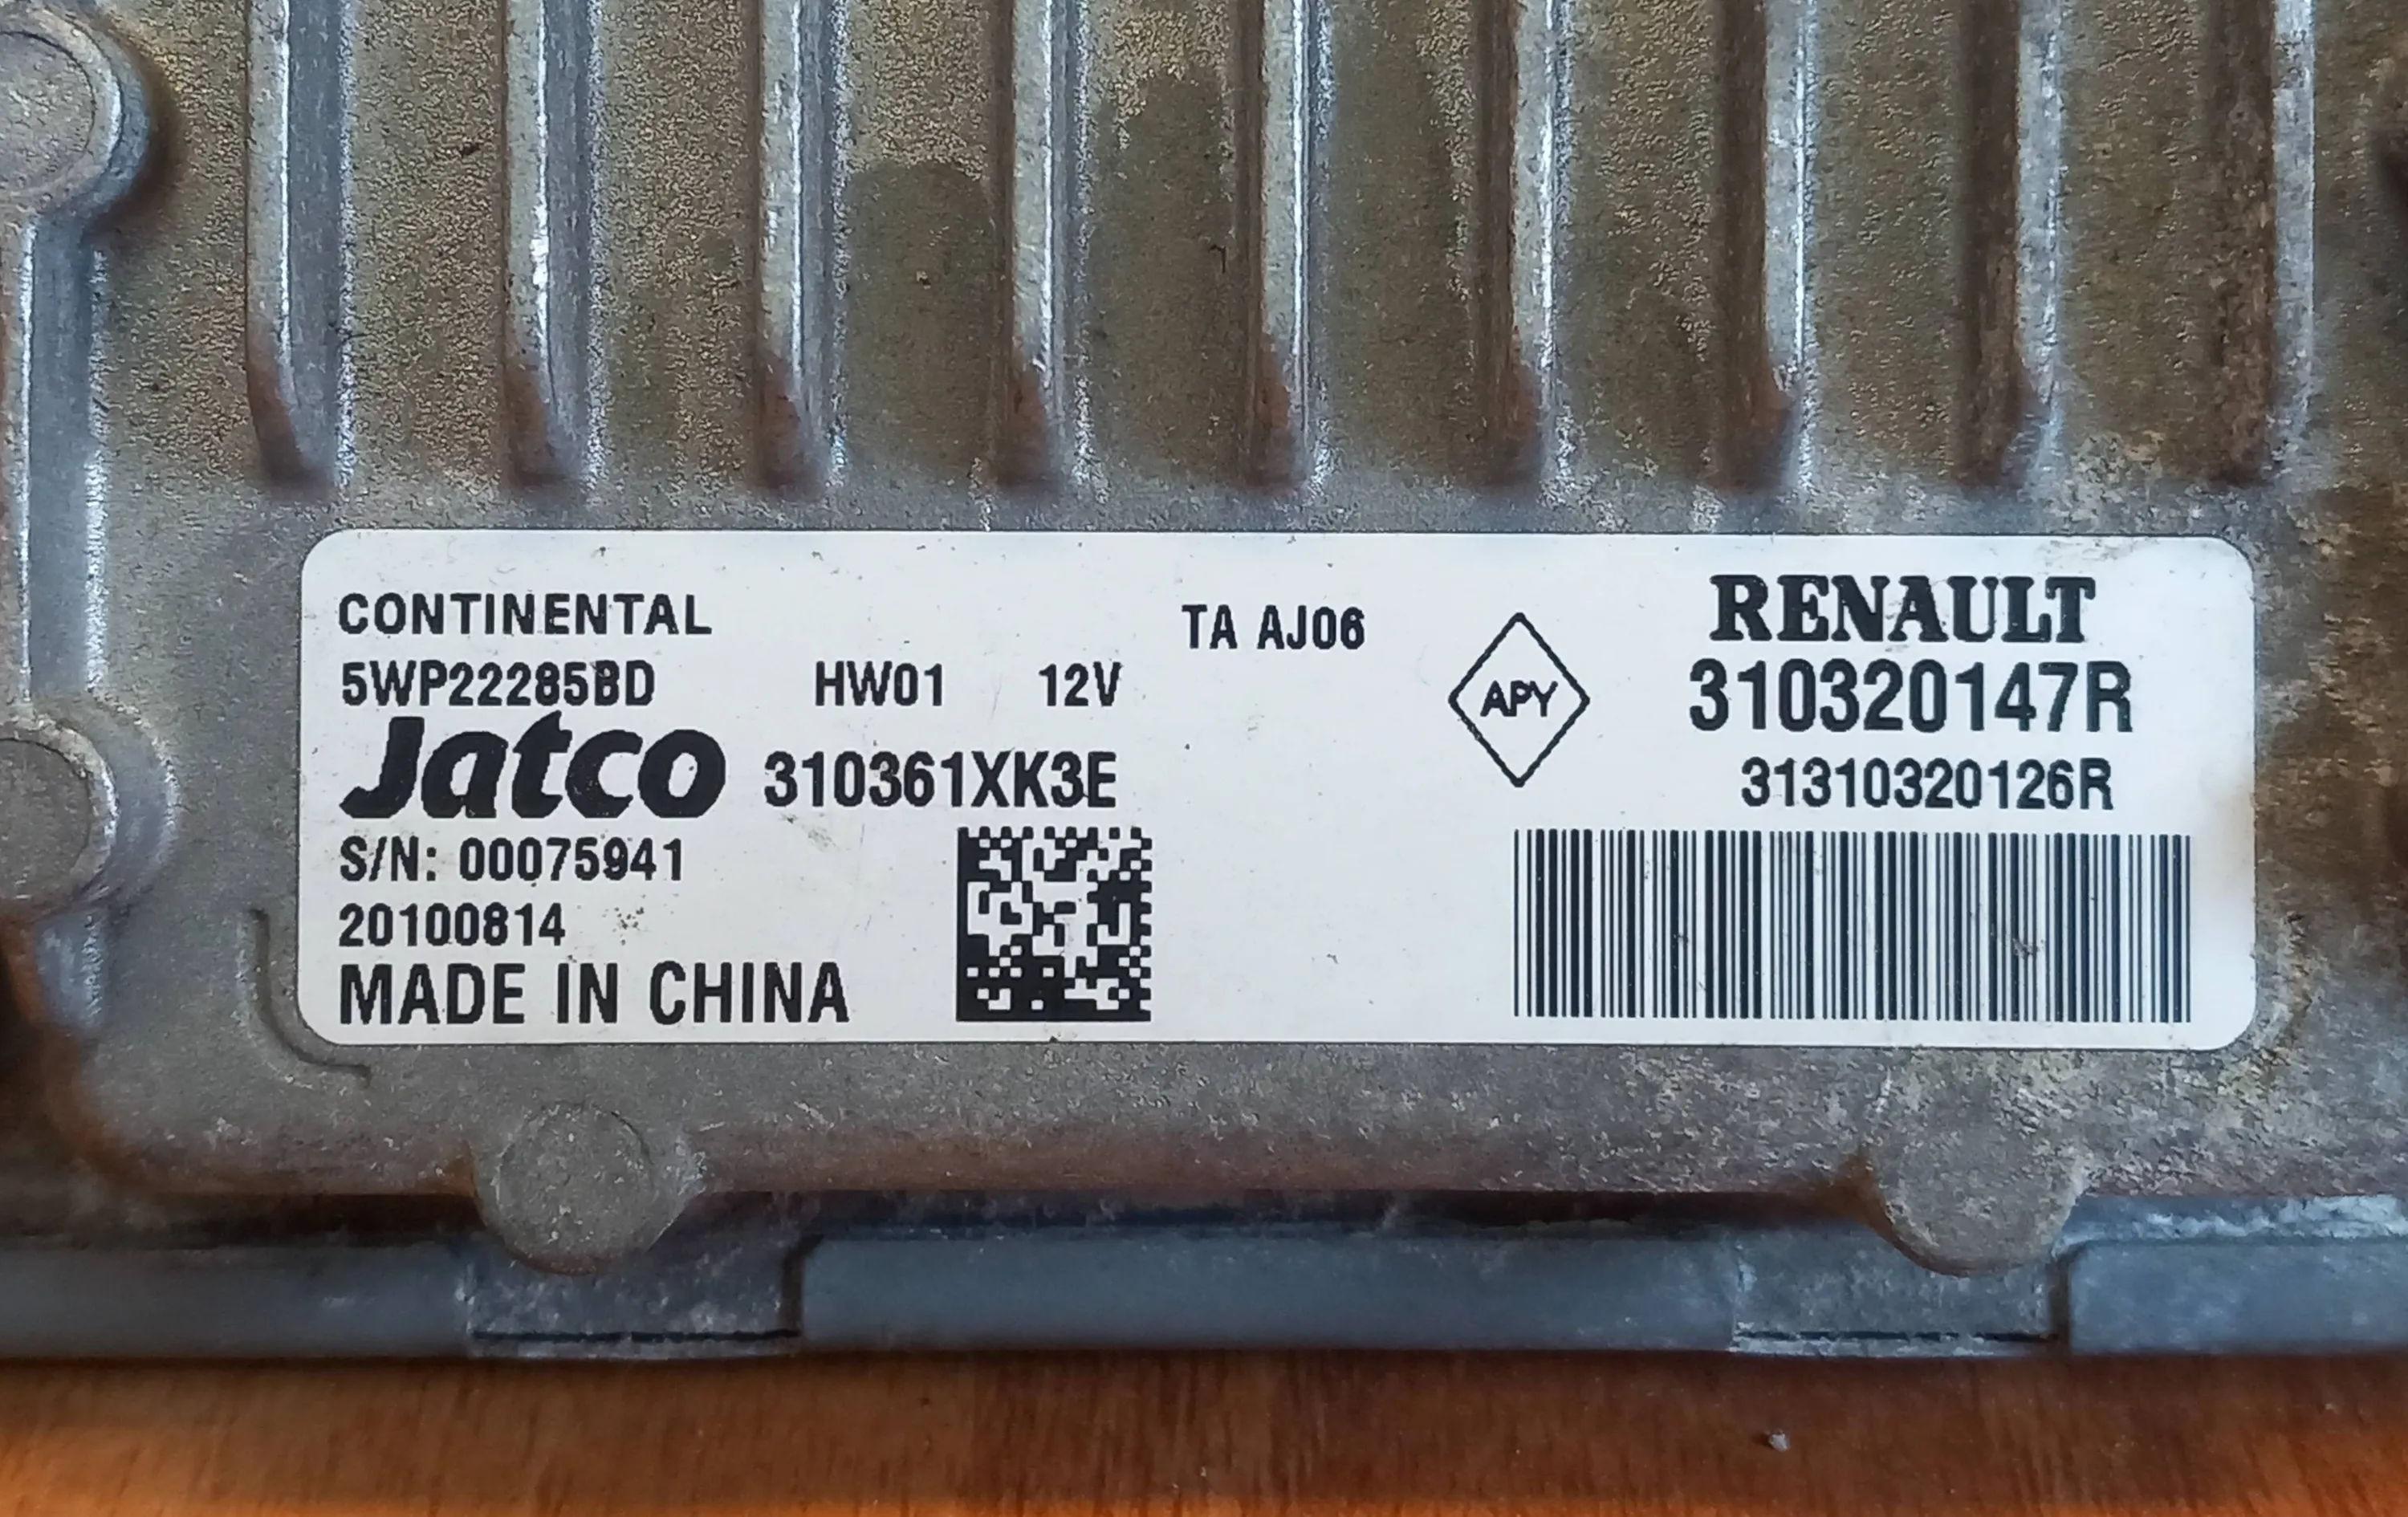 CONTINENTAL
5WP22285BD HW01 12V
TA AJ06
Jatco 310361XK3E
S/N: 00075941
20100814
MADE IN CHINA
APY
RENAULT
310320147R
31310320126R